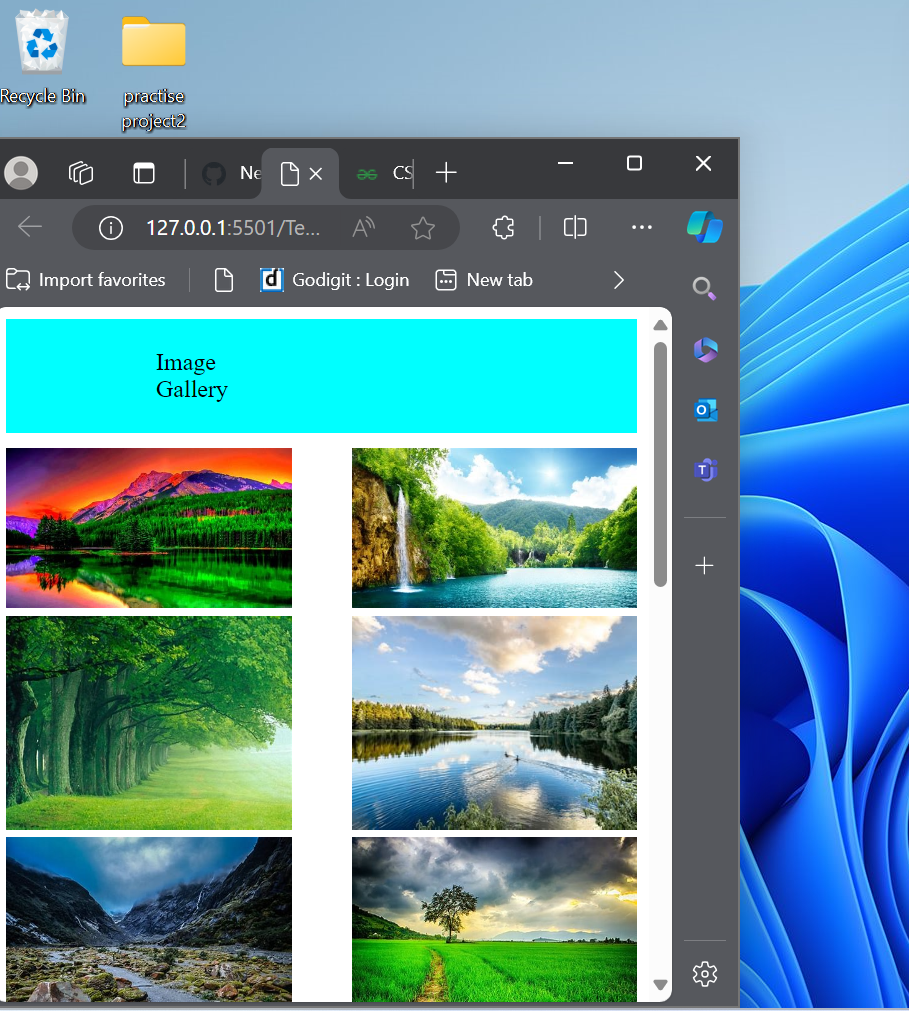 Recycle Bin
practise
project2
Ne
CS
127.0.0.1:5501/Te...
A
Import favorites
d
Godigit : Login
New tab
Image
Gallery
O
T